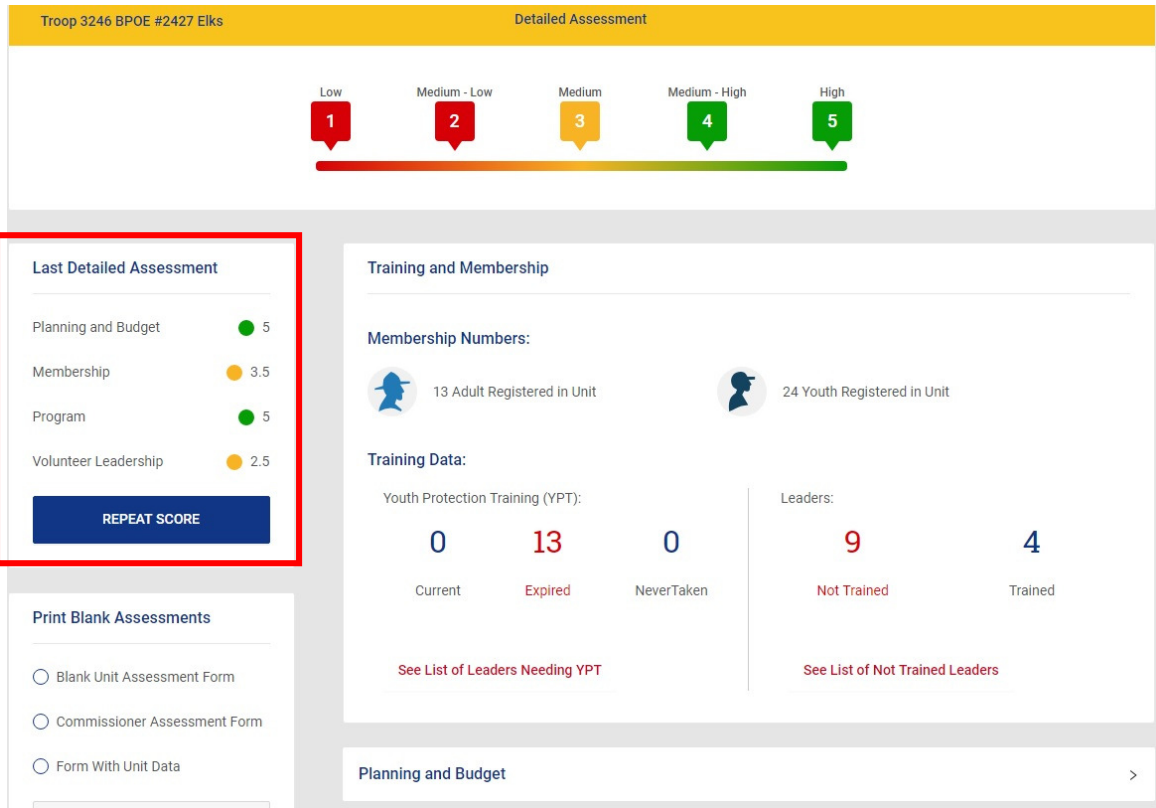 Troop 3246 BPOE #2427 Elks
Detailed Assessment
Low
Medium - Low
Medium
Medium - High
High
1
2
3
4
5
Last Detailed Assessment
Planning and Budget 5
Membership 3.5
Program 5
Volunteer Leadership 2.5
REPEAT SCORE
Print Blank Assessments
Blank Unit Assessment Form
Commissioner Assessment Form
Form With Unit Data
Training and Membership
Membership Numbers:
13 Adult Registered in Unit
24 Youth Registered in Unit
Training Data:
Youth Protection Training (YPT):
0 13 0
Current Expired NeverTaken
See List of Leaders Needing YPT
Leaders:
9 4
Not Trained Trained
See List of Not Trained Leaders
Planning and Budget >